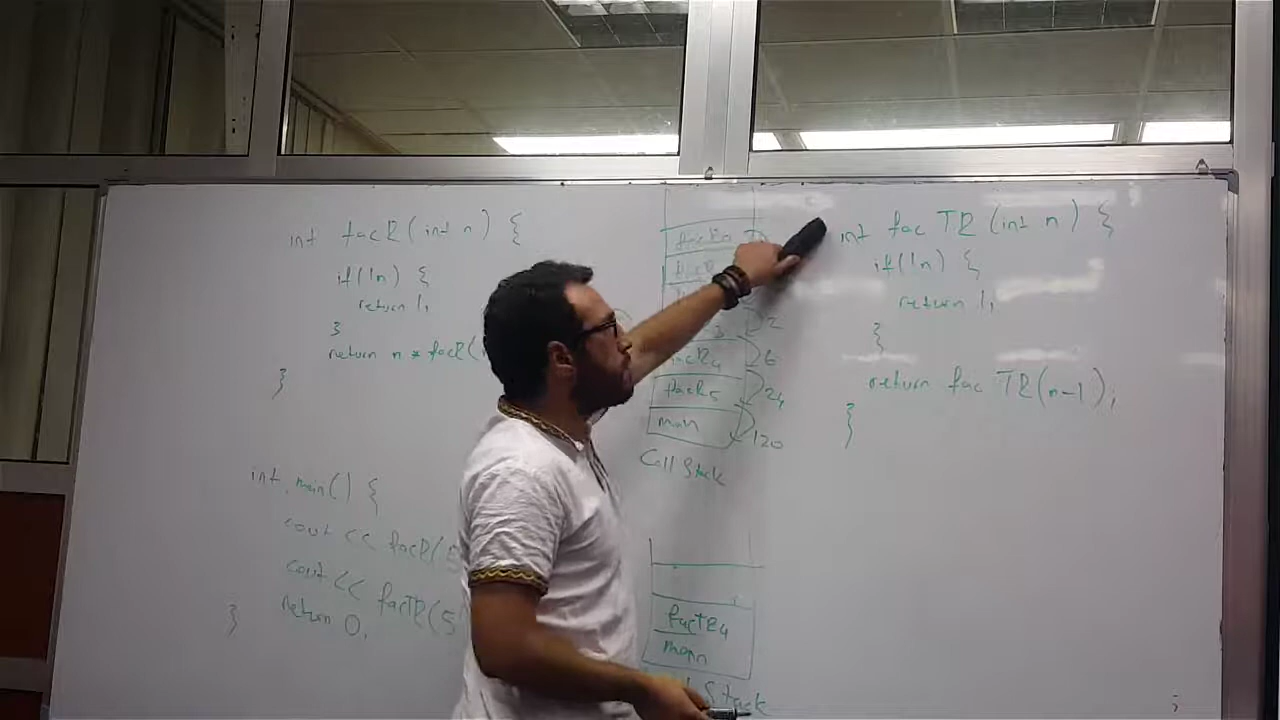 int facR(int n) {
if(!n) {
return 1;
}
return n * facR(
}
int main() {
cout << facR(
cout << facTR(5
return 0;
}
3
2
facR4
6
facR5
24
main
120
Call Stack
facTR4
main
Stack
int facTR(int n) {
if(!n) {
return 1;
}
return facTR(n-1);
}
;